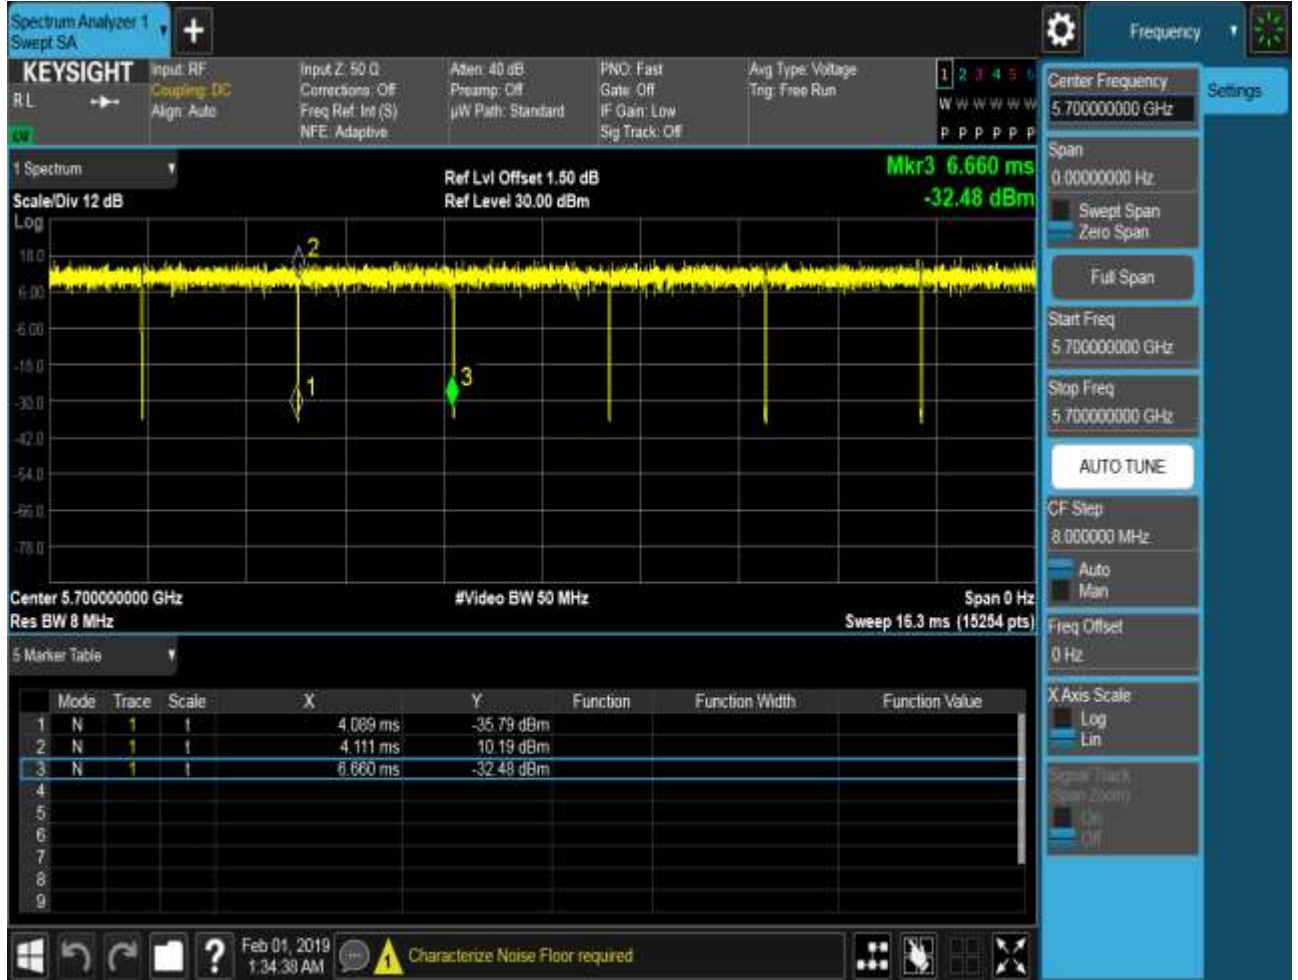 Spectrum Analyzer 1
Swept SA
+
Frequency
KEYSIGHT
RL
Input: RF
Coupling: DC
Align: Auto
Input Z: 50 Ω
Corrections: Off
Freq Ref: Int (S)
NFE: Adaptive
Atten: 40 dB
Preamp: Off
µW Path: Standard
PNO: Fast
Gate: Off
IF Gain: Low
Sig Track: Off
Avg Type: Voltage
Trig: Free Run
1 2 3 4 5 6
W W W W W W
P P P P P P
1 Spectrum
Scale/Div 12 dB
Log
Ref Lvl Offset 1.50 dB
Ref Level 30.00 dBm
Mkr3 6.660 ms
-32.48 dBm
18.0
6.00
-6.00
-18.0
-30.0
-42.0
-54.0
-66.0
-78.0
2
1
3
Center 5.700000000 GHz
Res BW 8 MHz
#Video BW 50 MHz
Span 0 Hz
Sweep 16.3 ms (15254 pts)
5 Marker Table
Mode Trace Scale X Y Function Function Width Function Value
1 N 1 t 4.089 ms -35.79 dBm
2 N 1 t 4.111 ms 10.19 dBm
3 N 1 t 6.660 ms -32.48 dBm
4
5
6
7
8
9
Feb 01, 2019
1:34:38 AM
?
1
Characterize Noise Floor required
Center Frequency
5.700000000 GHz
Settings
Span
0.00000000 Hz
Swept Span
Zero Span
Full Span
Start Freq
5.700000000 GHz
Stop Freq
5.700000000 GHz
AUTO TUNE
CF Step
8.000000 MHz
Auto
Man
Freq Offset
0 Hz
X Axis Scale
Log
Lin
Signal Track
(Span Zoom)
On
Off